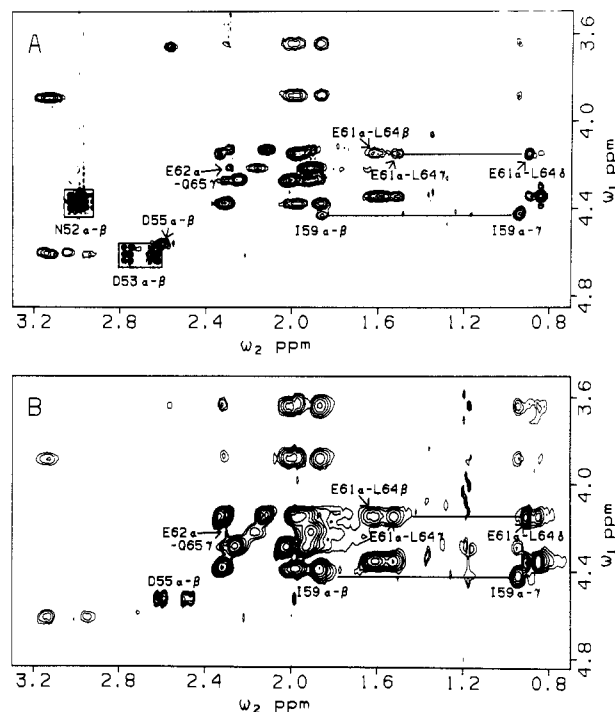 A
3.6
4.0
4.4
4.8
ω₁ ppm
E61α-L64β
E62α
-Q65γ
E61α-L64γ
E61α-L64δ
N52α-β
D55α-β
D53α-β
I59α-β
I59α-γ
3.2 2.8 2.4 2.0 1.6 1.2 0.8
ω₂ ppm
B
3.6
4.0
4.4
4.8
ω₁ ppm
E61α-L64β
E62α
-Q65γ
E61α-L64γ
E61α-L64δ
D55α-β
I59α-β
I59α-γ
3.2 2.8 2.4 2.0 1.6 1.2 0.8
ω₂ ppm